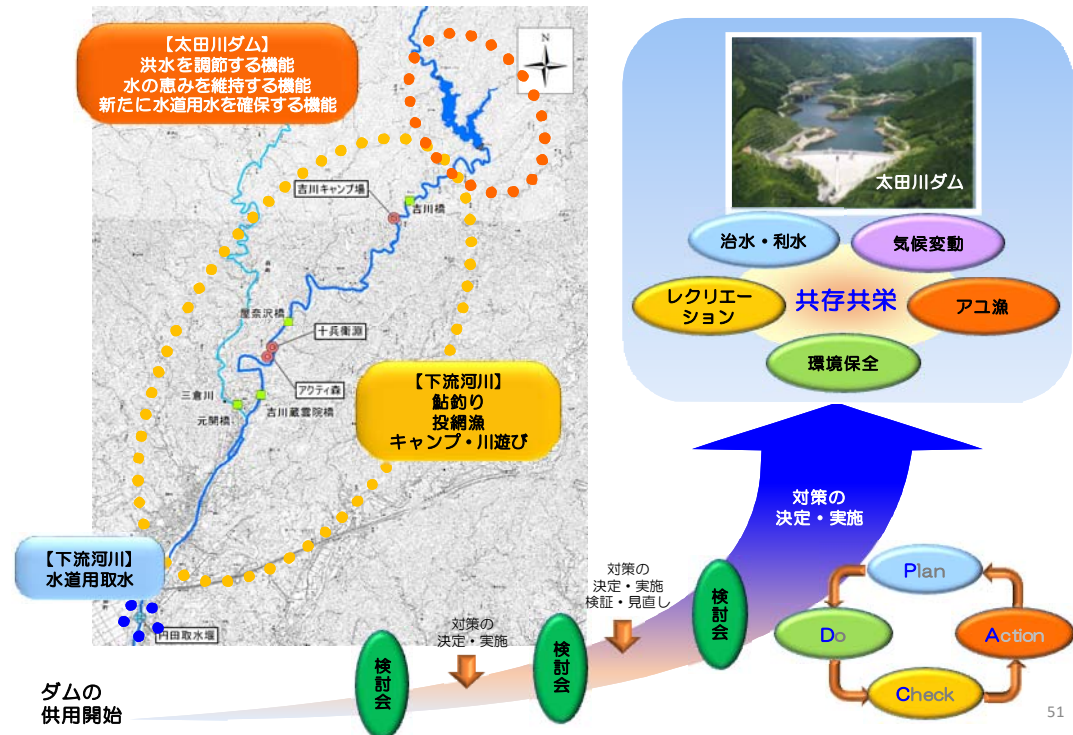 【太田川ダム】
洪水を調節する機能
水の恵みを維持する機能
新たに水道用水を確保する機能
N
吉川キャンプ場
吉川橋
屋奈沢橋
十兵衛淵
アクティ森
三倉川
元開橋
吉川蔵雲院橋
【下流河川】
鮎釣り
投網漁
キャンプ・川遊び
【下流河川】
水道用取水
円田取水堰
太田川ダム
治水・利水
気候変動
レクリエー
ション
共存共栄
アユ漁
環境保全
対策の
決定・実施
対策の
決定・実施
検証・見直し
対策の
決定・実施
検討会
検討会
検討会
ダムの
供用開始
Plan
Do
Action
Check
51